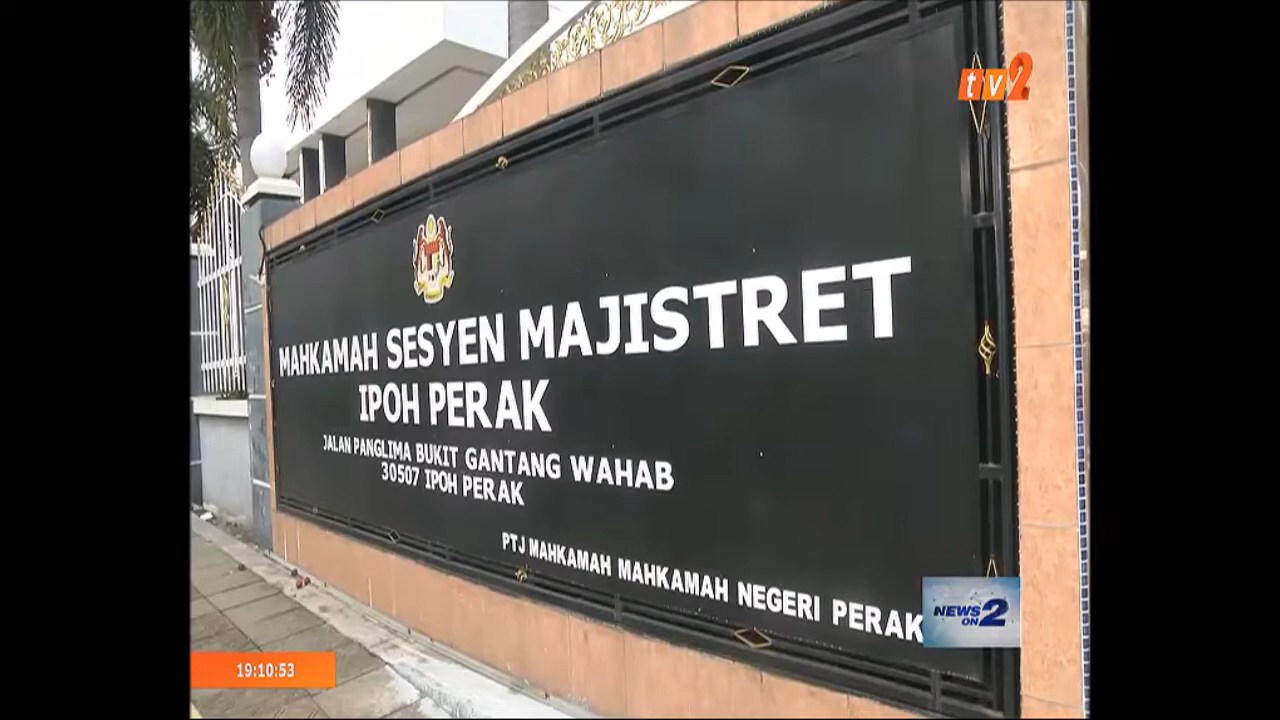 tv2
MAHKAMAH SESYEN MAJISTRET
IPOH PERAK
JALAN PANGLIMA BUKIT GANTANG WAHAB
30507 IPOH PERAK
PTJ MAHKAMAH MAHKAMAH NEGERI PERAK
NEWS
ON 2
19:10:53